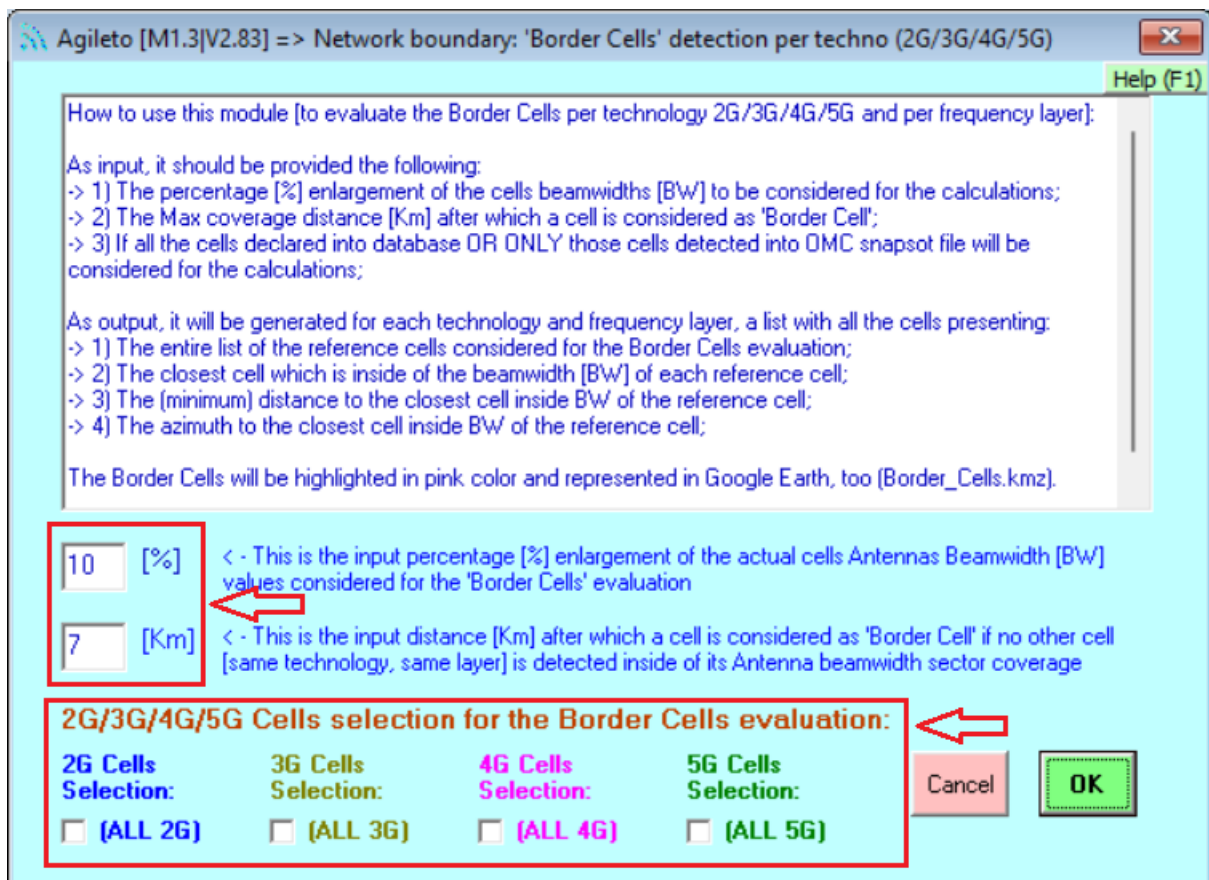 Agileto [M1.3|V2.83] => Network boundary: 'Border Cells' detection per techno (2G/3G/4G/5G)
Help (F1)
How to use this module [to evaluate the Border Cells per technology 2G/3G/4G/5G and per frequency layer]:
As input, it should be provided the following:
-> 1) The percentage [%] enlargement of the cells beamwidths [BW] to be considered for the calculations;
-> 2) The Max coverage distance [Km] after which a cell is considered as 'Border Cell';
-> 3) If all the cells declared into database OR ONLY those cells detected into OMC snapsot file will be
considered for the calculations;
As output, it will be generated for each technology and frequency layer, a list with all the cells presenting:
-> 1) The entire list of the reference cells considered for the Border Cells evaluation;
-> 2) The closest cell which is inside of the beamwidth [BW] of each reference cell;
-> 3) The (minimum) distance to the closest cell inside BW of the reference cell;
-> 4) The azimuth to the closest cell inside BW of the reference cell;
The Border Cells will be highlighted in pink color and represented in Google Earth, too (Border_Cells.kmz).
10 [%] < - This is the input percentage [%] enlargement of the actual cells Antennas Beamwidth [BW]
values considered for the 'Border Cells' evaluation
7 [Km] < - This is the input distance [Km] after which a cell is considered as 'Border Cell' if no other cell
[same technology, same layer] is detected inside of its Antenna beamwidth sector coverage
2G/3G/4G/5G Cells selection for the Border Cells evaluation:
2G Cells 3G Cells 4G Cells 5G Cells
Selection: Selection: Selection: Selection:
(ALL 2G) (ALL 3G) (ALL 4G) (ALL 5G)
Cancel OK